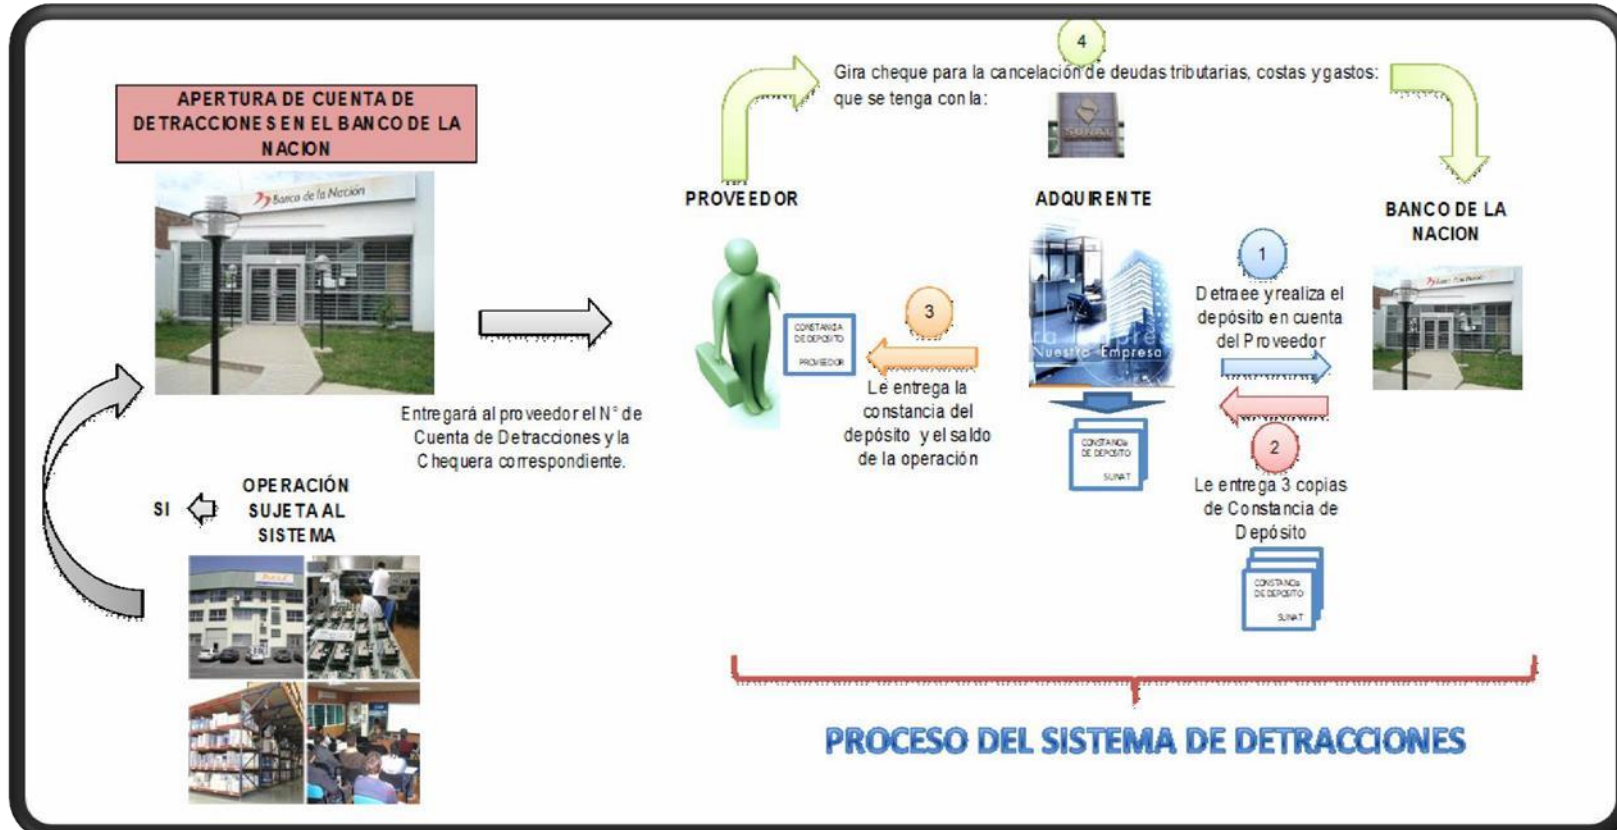 APERTURA DE CUENTA DE
DETRACCIONES EN EL BANCO DE LA
NACION
Banco de la Nación
Entregará al proveedor el N° de
Cuenta de Detracciones y la
Chequera correspondiente.
SI
OPERACIÓN
SUJETA AL
SISTEMA
4
Gira cheque para la cancelación de deudas tributarias, costas y gastos:
que se tenga con la:
SUNAT
PROVEEDOR
CONSTANCIA
DE DEPOSITO
PROVEEDOR
3
Le entrega la
constancia del
depósito y el saldo
de la operación
ADQUIRENTE
Nuestra Empresa
CONSTANCIA
DE DEPOSITO
SUNAT
1
Detraee y realiza el
depósito en cuenta
del Proveedor
2
Le entrega 3 copias
de Constancia de
Depósito
CONSTANCIA
DE DEPOSITO
SUNAT
BANCO DE LA
NACION
PROCESO DEL SISTEMA DE DETRACCIONES